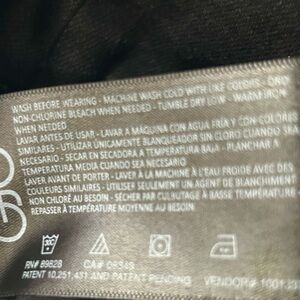 WASH BEFORE WEARING - MACHINE WASH COLD WITH LIKE COLORS, ONLY
NON-CHLORINE BLEACH WHEN NEEDED - TUMBLE DRY LOW - WARM IRON
WHEN NEEDED
LAVAR ANTES DE USAR - LAVAR A MAQUINA CON AGUA FRÍA Y CON COLORES
SIMILARES - UTILIZAR ÚNICAMENTE BLANQUEADOR SIN CLORO CUANDO SEA
NECESARIO - SECAR EN SECADORA A TEMPERATURA BAJA - PLANCHAR A
TEMPERATURA MEDIA CUANDO SEA NECESARIO
LAVER AVANT DE PORTER - LAVER À LA MACHINE À L'EAU FROIDE AVEC DES
COULEURS SIMILAIRES - UTILISER UNIQUEMENT UN AGENT DE BLANCHIMENT
NON CHLORÉ AU BESOIN - SÉCHER PAR CULBUTAGE À BASSE TEMPÉRATURE
REPASSER À TEMPÉRATURE MOYENNE AU BESOIN
RN# 89828 CA#
PATENT 10,251,431 AND PATENT PENDING VENDOR#